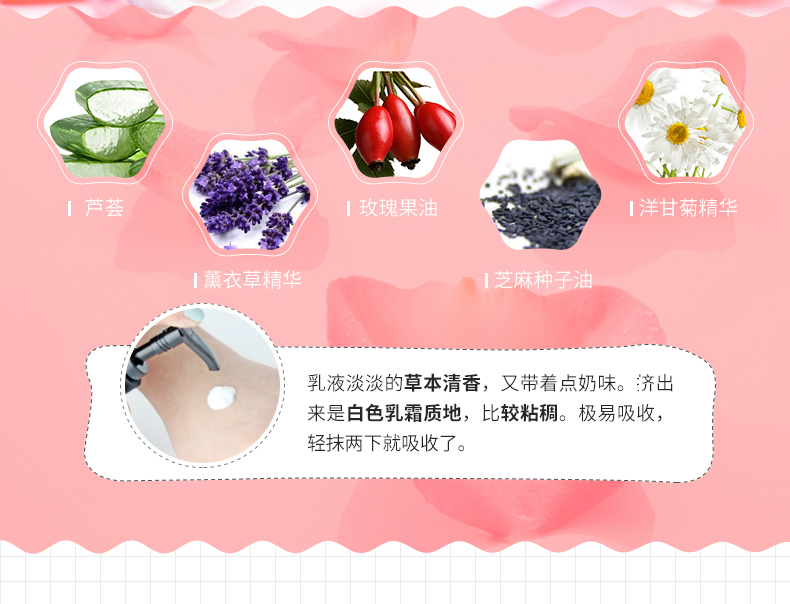 芦荟
玫瑰果油
洋甘菊精华
薰衣草精华
芝麻种子油
乳液淡淡的草本清香，又带着点奶味。挤出
来是白色乳霜质地，比较粘稠。极易吸收，
轻抹两下就吸收了。